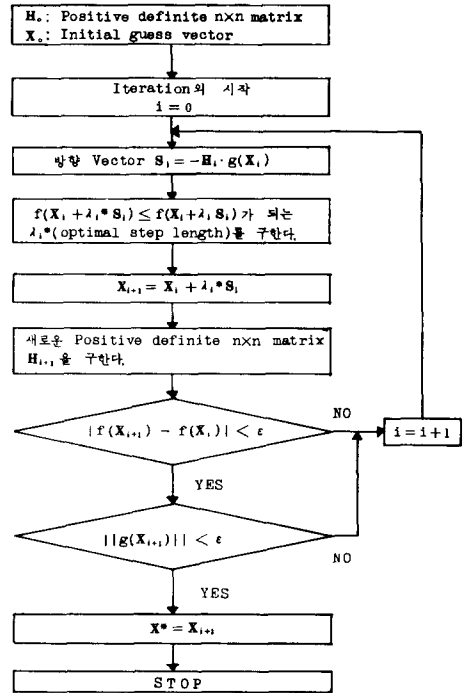 H₀: Positive definite n×n matrix
X₀: Initial guess vector
Iteration의 시작
i = 0
방향 Vector Sᵢ = −Hᵢ · g(Xᵢ)
f(Xᵢ + λᵢ* Sᵢ) ≤ f(Xᵢ + λᵢ Sᵢ)가 되는
λᵢ*(optimal step length)를 구한다.
Xᵢ₊₁ = Xᵢ + λᵢ* Sᵢ
새로운 Positive definite n×n matrix
Hᵢ₊₁을 구한다.
|f(Xᵢ₊₁) − f(Xᵢ)| < ε
NO
i = i + 1
YES
||g(Xᵢ₊₁)|| < ε
NO
YES
X* = Xᵢ₊₁
STOP